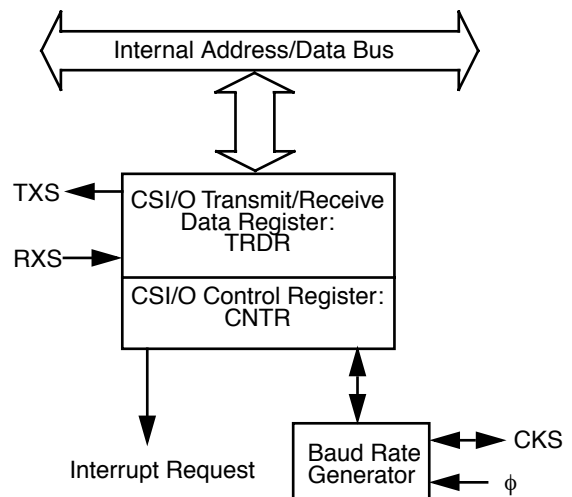 Internal Address/Data Bus
TXS
CSI/O Transmit/Receive
Data Register:
TRDR
RXS
CSI/O Control Register:
CNTR
Interrupt Request
Baud Rate
Generator
CKS
ϕ